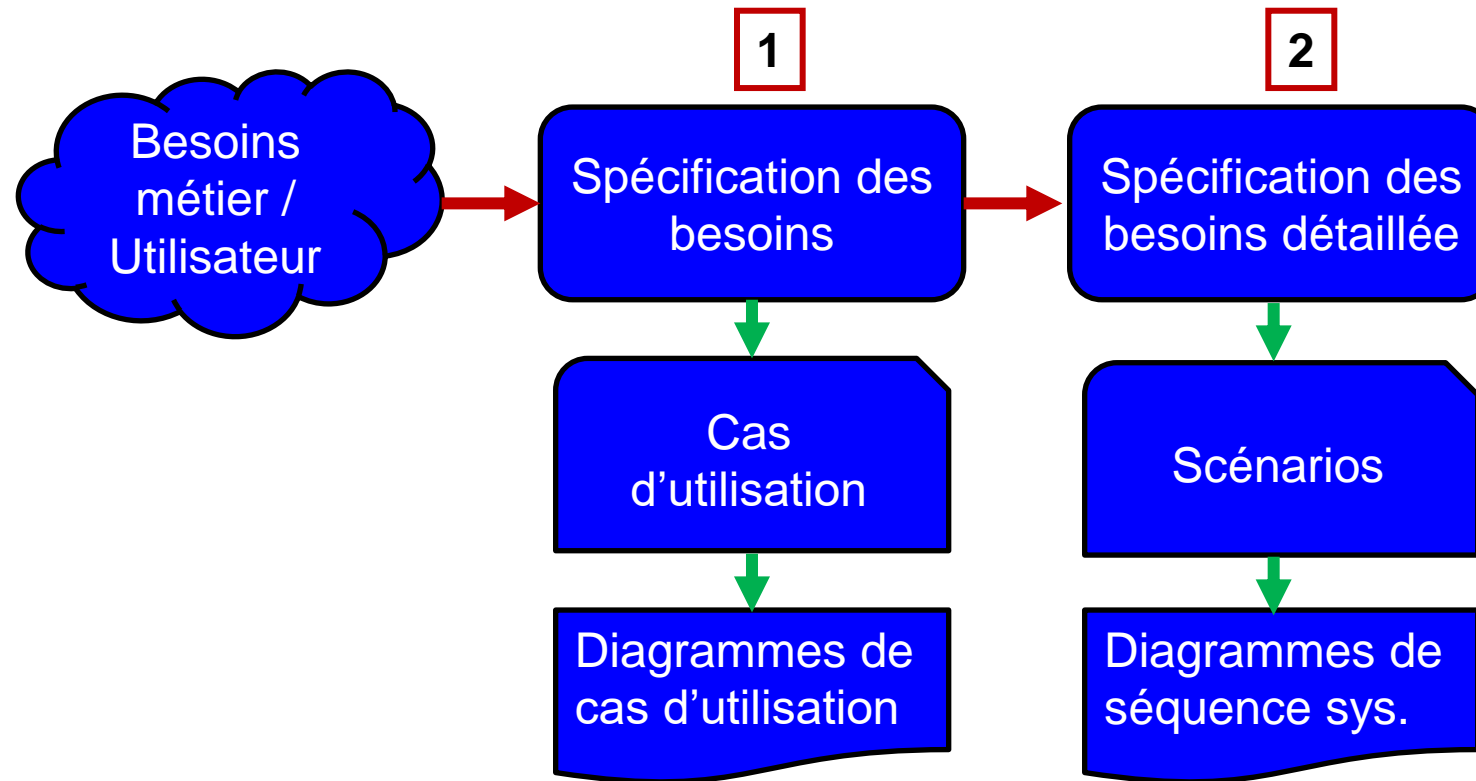 1
2
Besoins
métier /
Utilisateur
Spécification des
besoins
Spécification des
besoins détaillée
Cas
d’utilisation
Scénarios
Diagrammes de
cas d’utilisation
Diagrammes de
séquence sys.